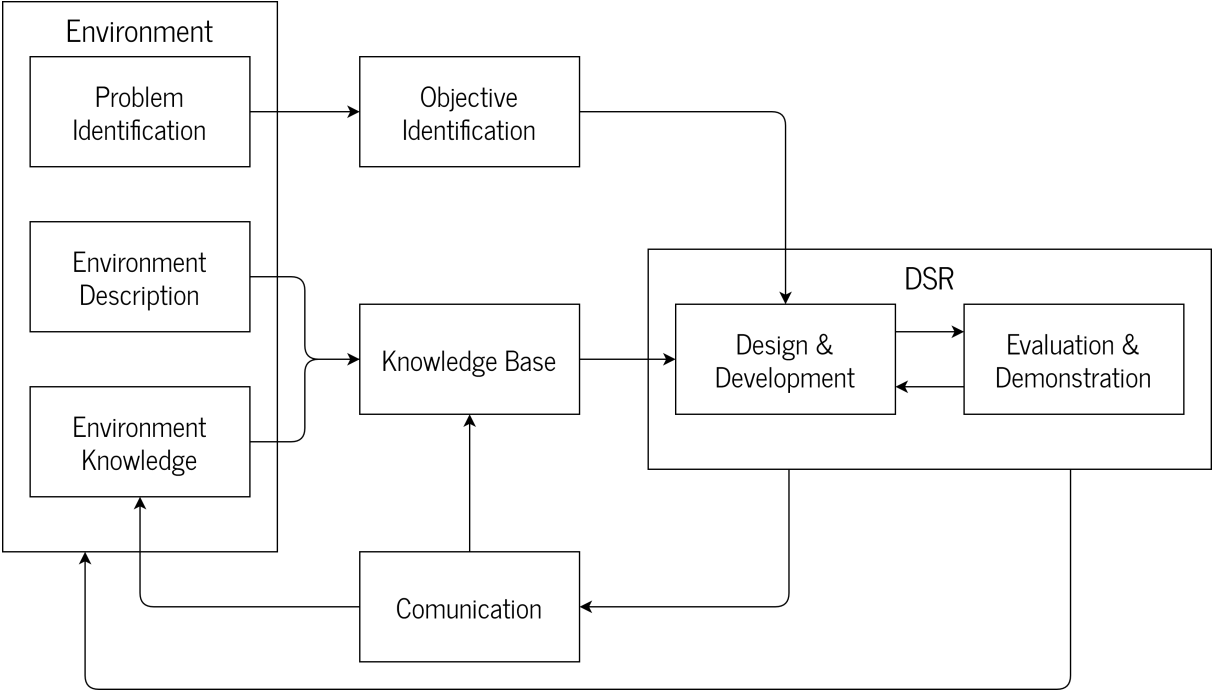 Environment
Problem
Identification
Objective
Identification
Environment
Description
DSR
Knowledge Base
Design &
Development
Evaluation &
Demonstration
Environment
Knowledge
Comunication